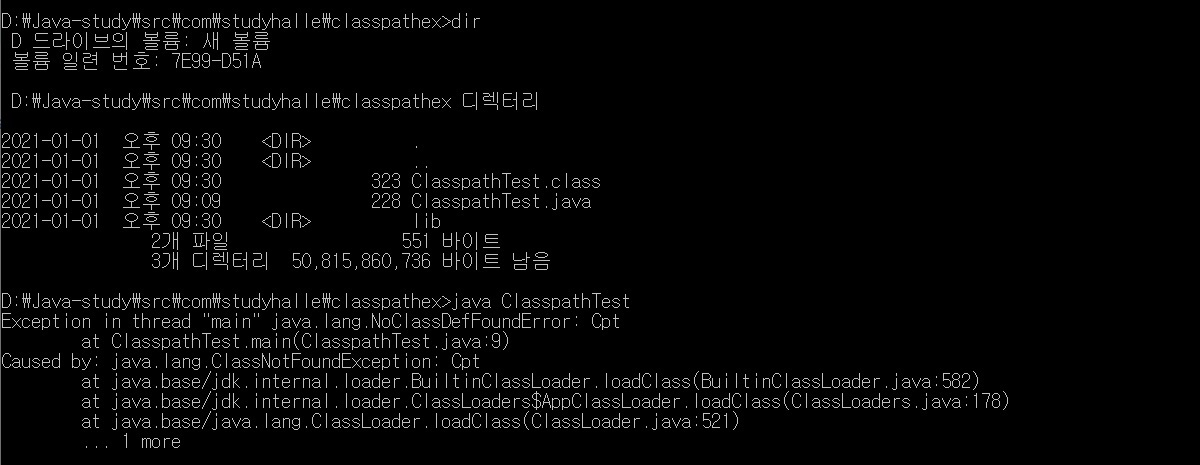 D:₩Java-study₩src₩com₩studyhalle₩classpathex>dir
D 드라이브의 볼륨: 새 볼륨
볼륨 일련 번호: 7E99-D51A
D:₩Java-study₩src₩com₩studyhalle₩classpathex 디렉터리
2021-01-01 오후 09:30 <DIR> .
2021-01-01 오후 09:30 <DIR> ..
2021-01-01 오후 09:30 323 ClasspathTest.class
2021-01-01 오후 09:09 228 ClasspathTest.java
2021-01-01 오후 09:30 <DIR> lib
2개 파일 551 바이트
3개 디렉터리 50,815,860,736 바이트 남음
D:₩Java-study₩src₩com₩studyhalle₩classpathex>java ClasspathTest
Exception in thread "main" java.lang.NoClassDefFoundError: Cpt
at ClasspathTest.main(ClasspathTest.java:9)
Caused by: java.lang.ClassNotFoundException: Cpt
at java.base/jdk.internal.loader.BuiltinClassLoader.loadClass(BuiltinClassLoader.java:582)
at java.base/jdk.internal.loader.ClassLoaders$AppClassLoader.loadClass(ClassLoaders.java:178)
at java.base/java.lang.ClassLoader.loadClass(ClassLoader.java:521)
... 1 more